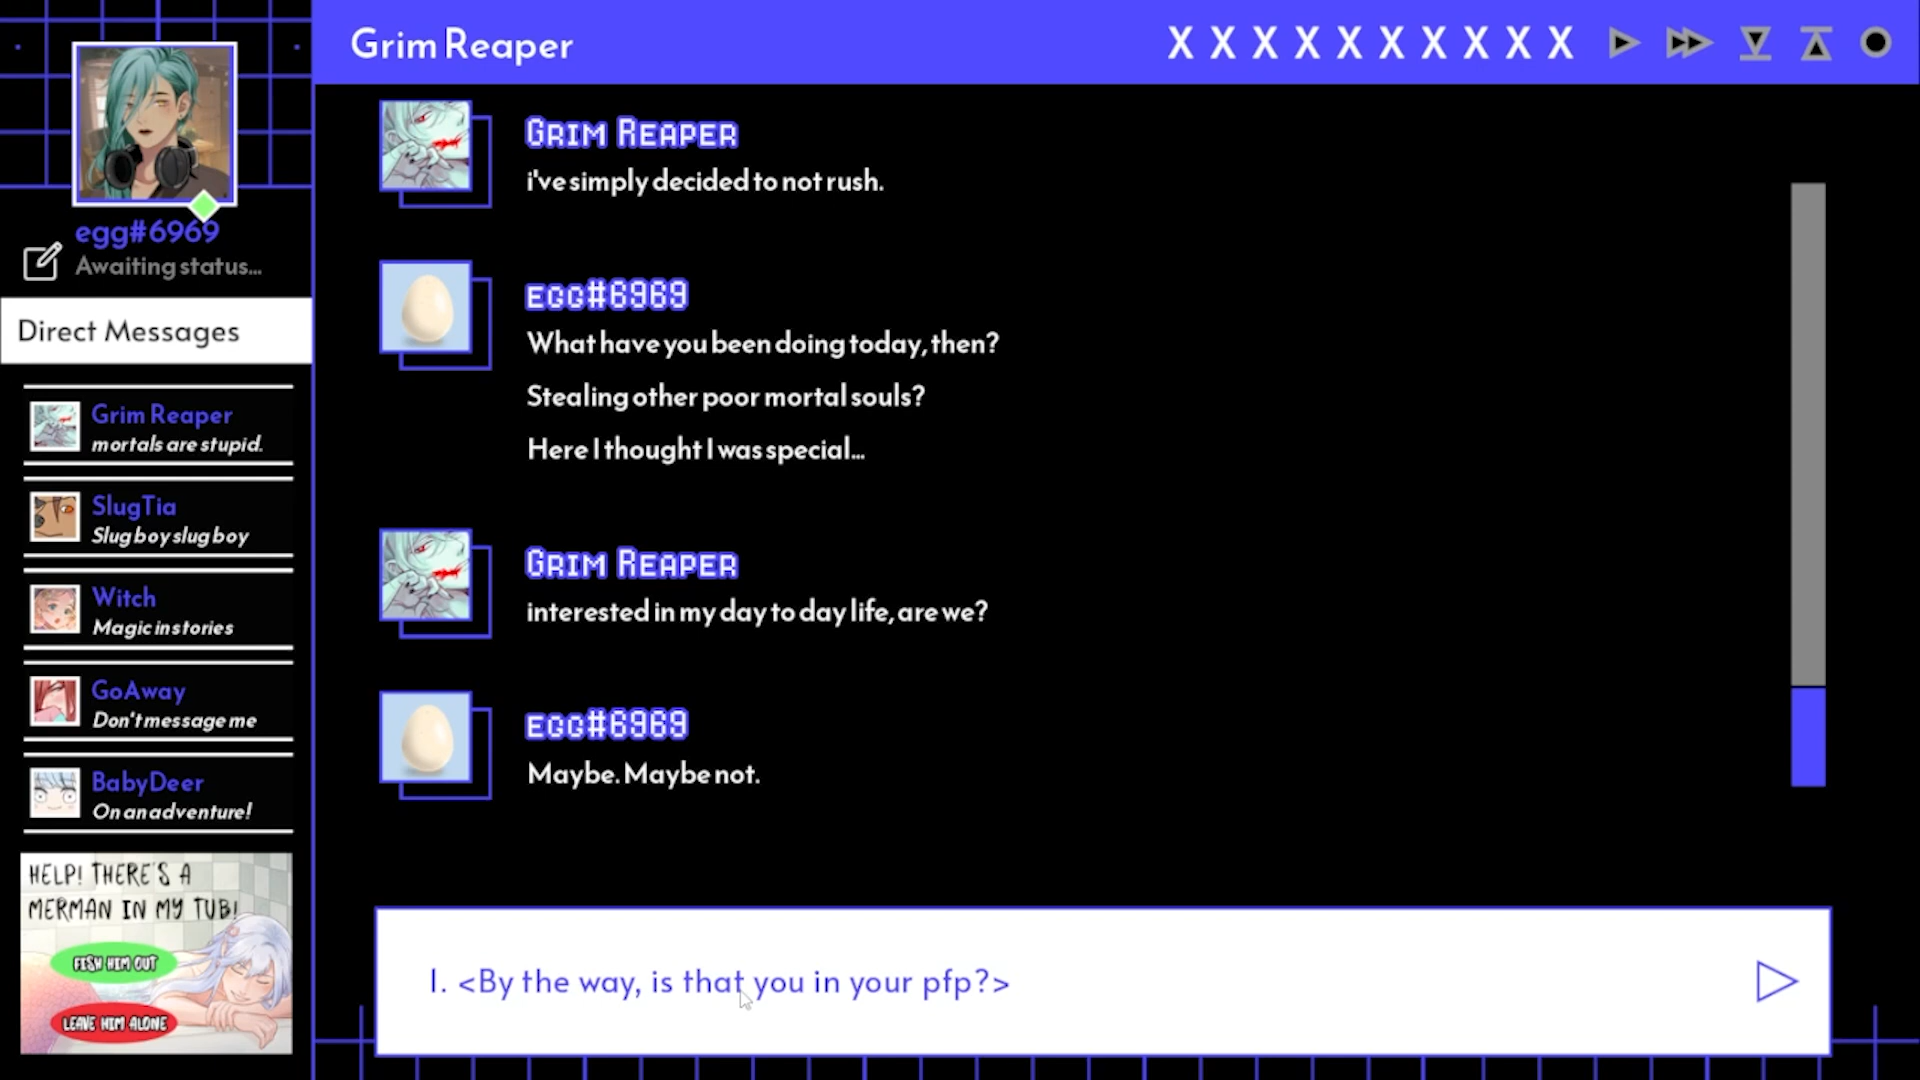 Grim Reaper
X X X X X X X X X X
egg#6969
Awaiting status...
Direct Messages
Grim Reaper
mortals are stupid.
SlugTia
Slug boy slug boy
Witch
Magic in stories
GoAway
Don't message me
BabyDeer
On an adventure!
HELP! THERE'S A
MERMAN IN MY TUB!
FISH HIM OUT
LEAVE HIM ALONE
GRIM REAPER
i've simply decided to not rush.
EGG#6969
What have you been doing today, then?
Stealing other poor mortal souls?
Here I thought I was special...
GRIM REAPER
interested in my day to day life, are we?
EGG#6969
Maybe. Maybe not.
1. <By the way, is that you in your pfp?>